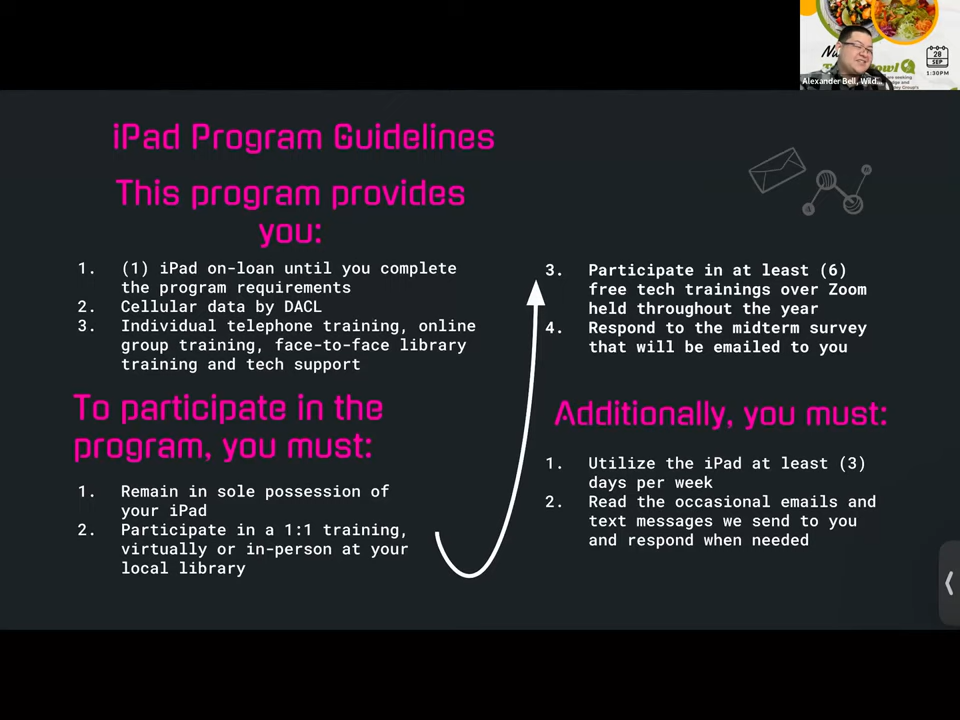 28
SEP
1:30PM
Alexander Bell, Wild...
iPad Program Guidelines
This program provides
you:
1. (1) iPad on-loan until you complete
the program requirements
2. Cellular data by DACL
3. Individual telephone training, online
group training, face-to-face library
training and tech support
To participate in the
program, you must:
1. Remain in sole possession of
your iPad
2. Participate in a 1:1 training,
virtually or in-person at your
local library
3. Participate in at least (6)
free tech trainings over Zoom
held throughout the year
4. Respond to the midterm survey
that will be emailed to you
Additionally, you must:
1. Utilize the iPad at least (3)
days per week
2. Read the occasional emails and
text messages we send to you
and respond when needed